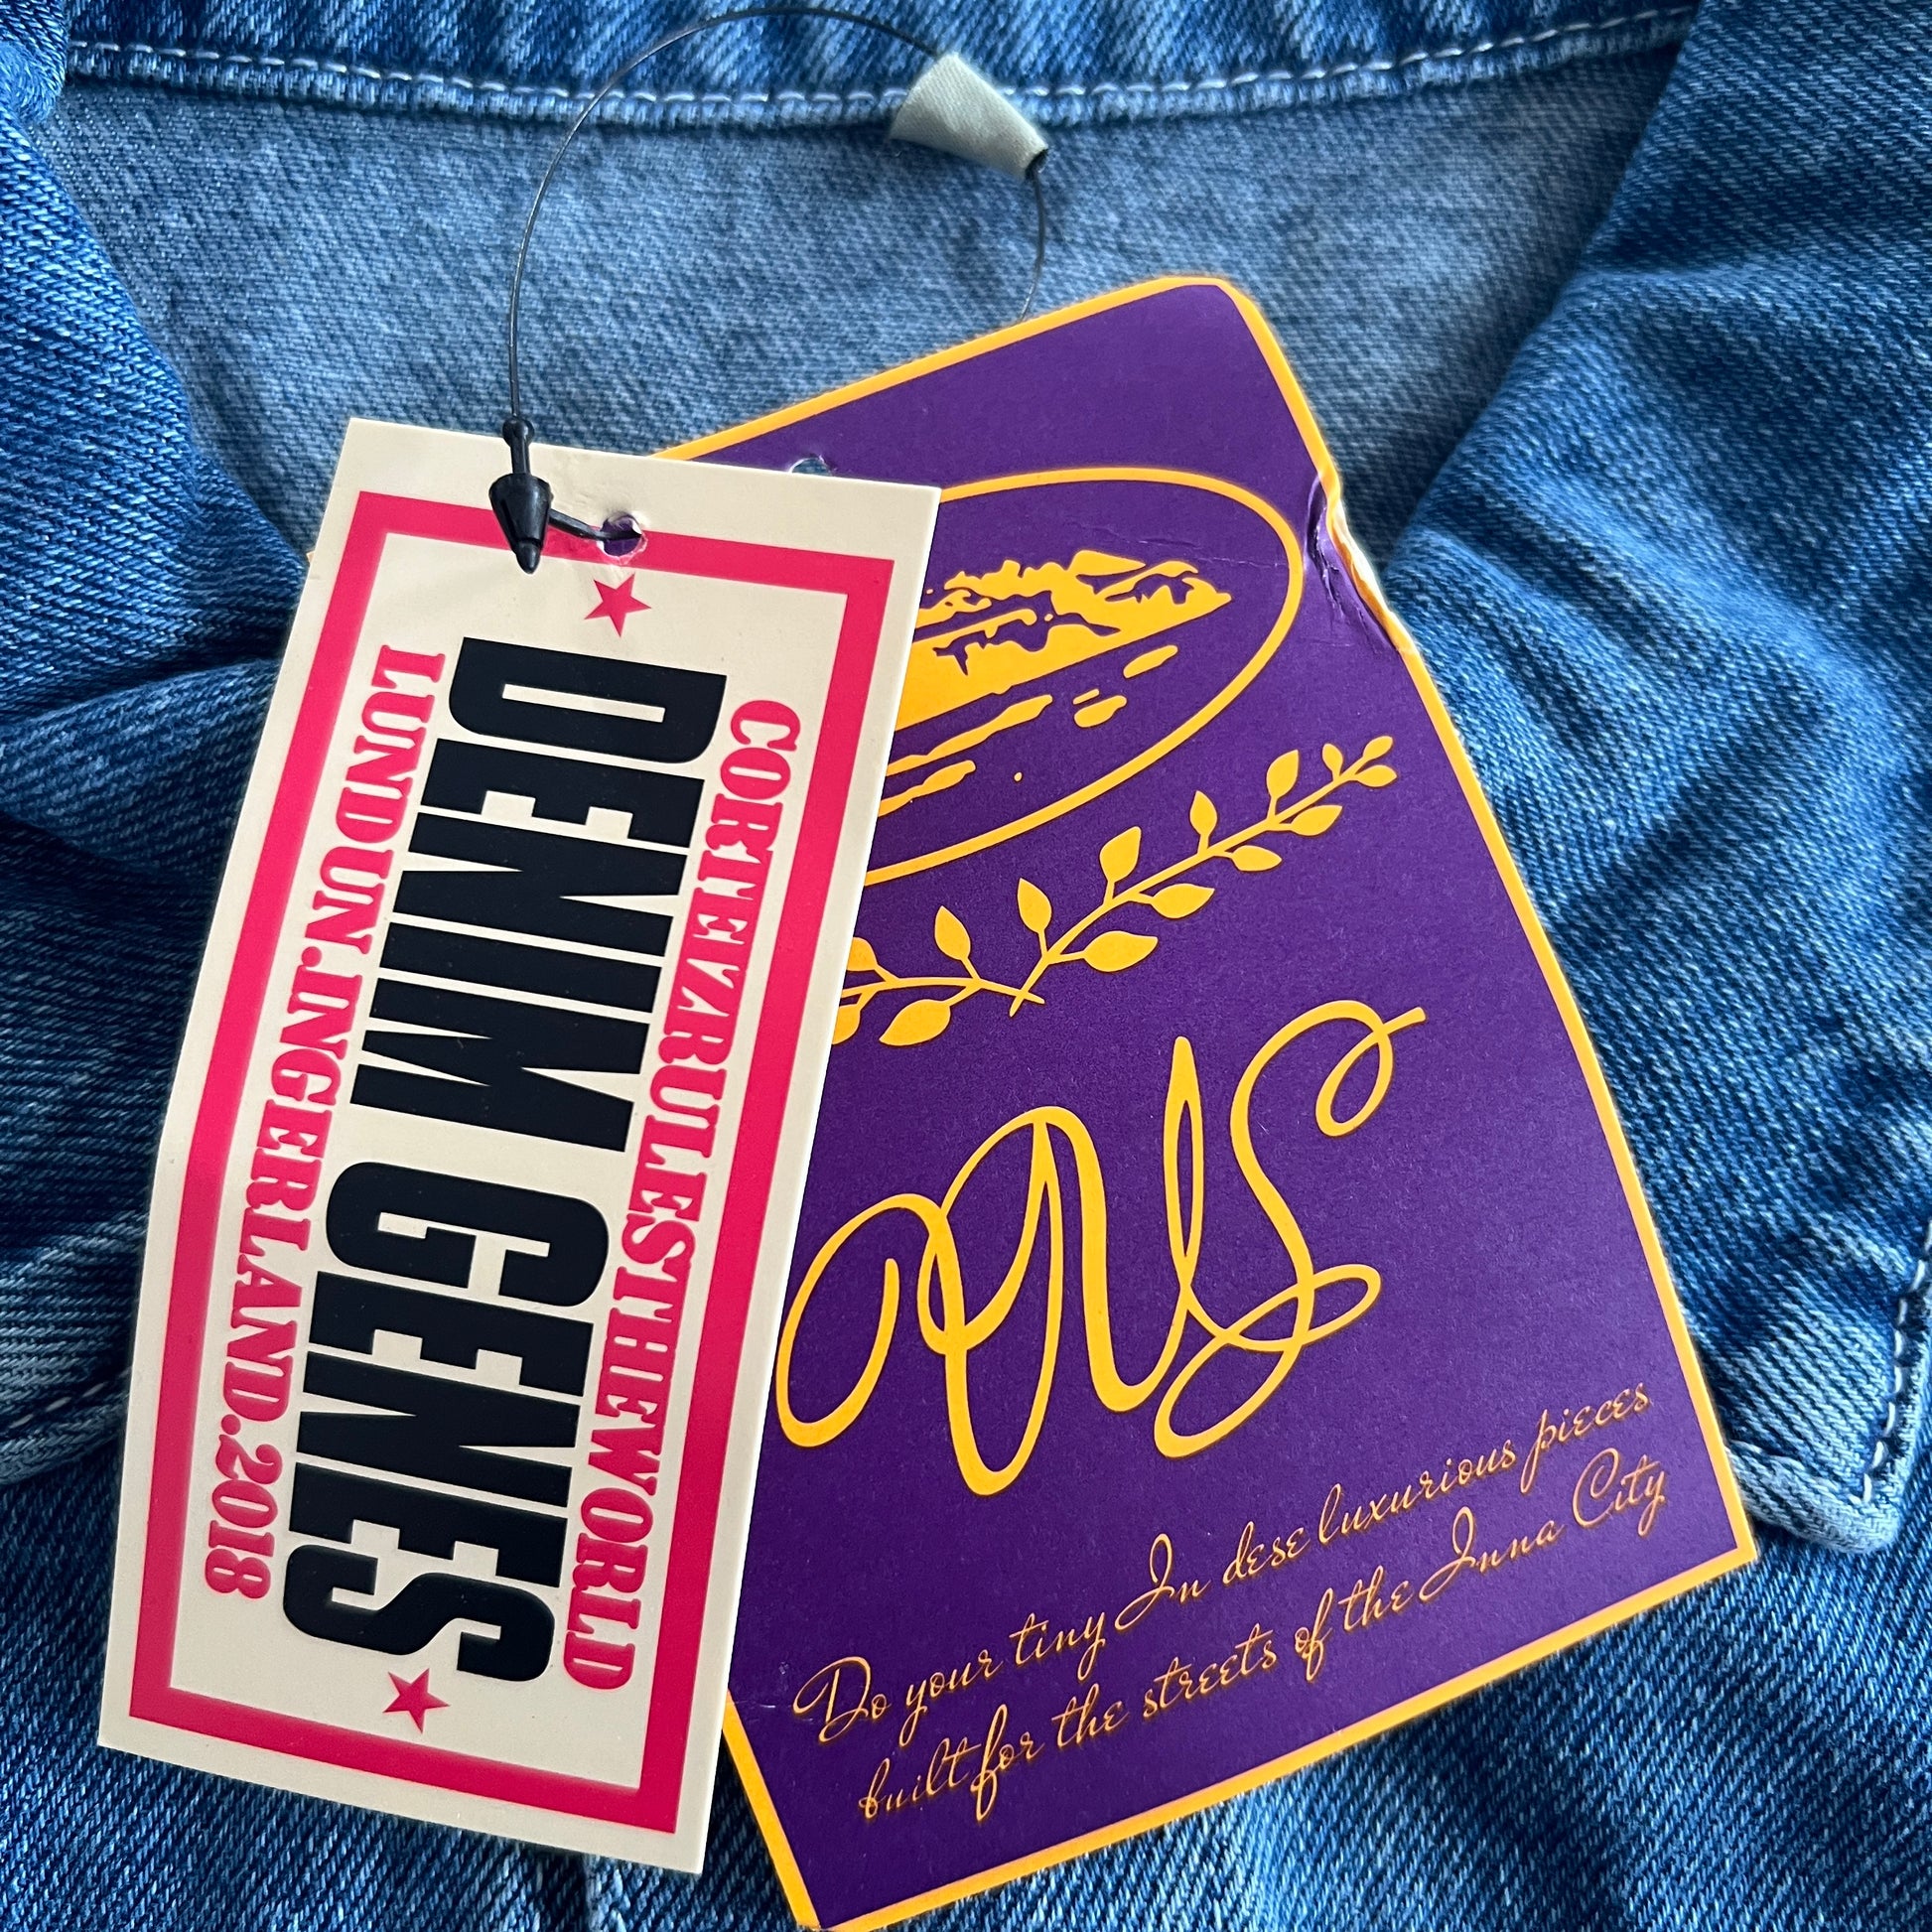 CORTEIZRULESTHEWORLD
DENIM GENES
LUNDUN.INGERLAND.2018
Do your tiny In dese luxurious pieces
built for the streets of the Inna City